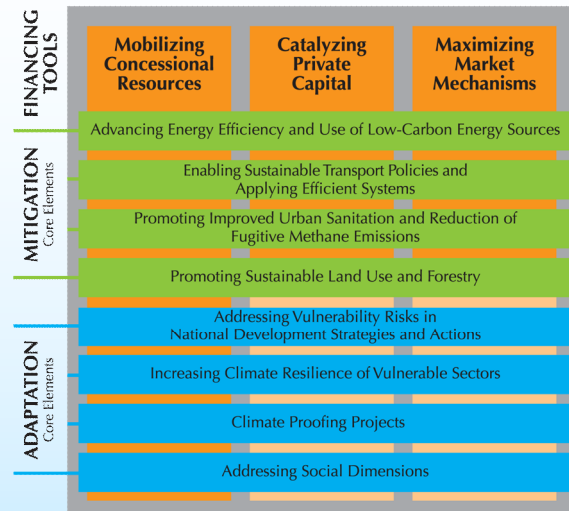 FINANCING
TOOLS
Mobilizing
Concessional
Resources
Catalyzing
Private
Capital
Maximizing
Market
Mechanisms
MITIGATION
Core Elements
Advancing Energy Efficiency and Use of Low-Carbon Energy Sources
Enabling Sustainable Transport Policies and
Applying Efficient Systems
Promoting Improved Urban Sanitation and Reduction of
Fugitive Methane Emissions
Promoting Sustainable Land Use and Forestry
ADAPTATION
Core Elements
Addressing Vulnerability Risks in
National Development Strategies and Actions
Increasing Climate Resilience of Vulnerable Sectors
Climate Proofing Projects
Addressing Social Dimensions